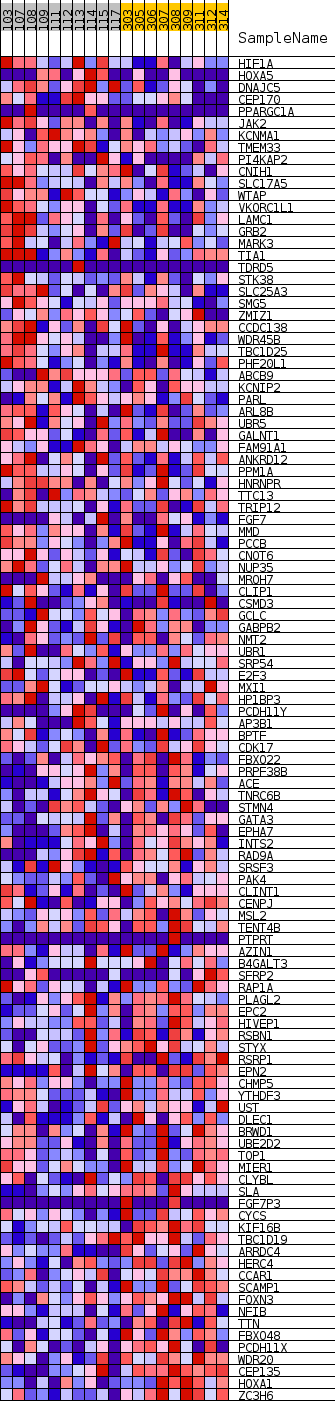 107 108 109 111 112 113 114 115 117 303 305 306 307 308 309 311 312 314
SampleName
HIF1A
HOXA5
DNAJC5
CEP170
PPARGC1A
JAK2
KCNMA1
TMEM33
PI4KAP2
CNIH1
SLC17A5
WTAP
VKORC1L1
LAMC1
GRB2
MARK3
TIA1
TDRD5
STK38
SLC25A3
SMG5
ZMIZ1
CCDC138
WDR45B
TBC1D25
PHF20L1
ABCB9
KCNIP2
PARL
ARL8B
UBR5
GALNT1
FAM91A1
ANKRD12
PPM1A
HNRNPR
TTC13
TRIP12
FGF7
MMD
PCCB
CNOT6
NUP35
MROH7
CLIP1
CSMD3
GCLC
GABPB2
NMT2
UBR1
SRP54
E2F3
MXI1
HP1BP3
PCDH11Y
AP3B1
BPTF
CDK17
FBXO22
PRPF38B
ACE
TNRC6B
STMN4
GATA3
EPHA7
INTS2
RAD9A
SRSF3
PAK4
CLINT1
CENPJ
MSL2
TENT4B
PTPRT
AZIN1
B4GALT3
SFRP2
RAP1A
PLAGL2
EPC2
HIVEP1
RSBN1
STYX
RSRP1
EPN2
CHMP5
YTHDF3
UST
DLEC1
BRWD1
UBE2D2
TOP1
MIER1
CLYBL
SLA
FGF7P3
CYCS
KIF16B
TBC1D19
ARRDC4
HERC4
CCAR1
SCAMP1
FOXN3
NFIB
TTN
FBXO48
PCDH11X
WDR20
CEP135
HOXA1
ZC3H6